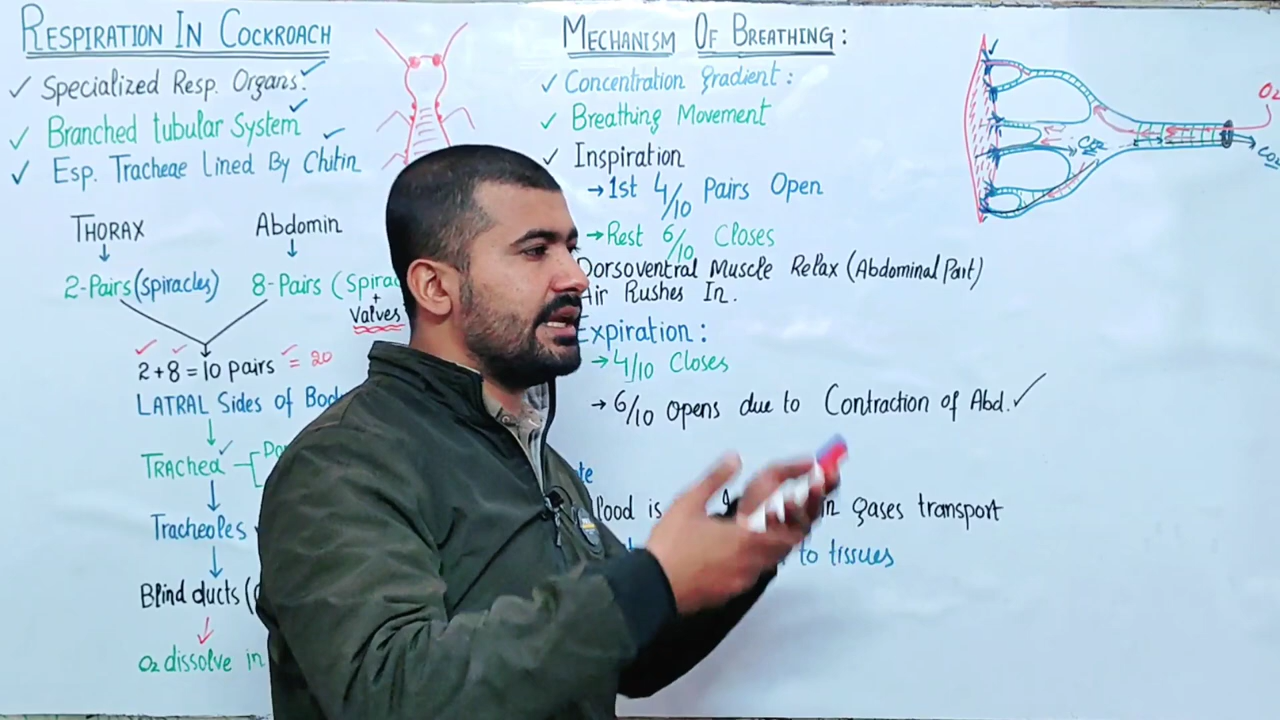 RESPIRATION IN COCKROACH
✓ Specialized Resp. Organs ✓
✓ Branched tubular System ✓
✓ Esp. Tracheae Lined By Chitin ✓
THORAX Abdomin
↓ ↓
2-Pairs (spiracles) 8-Pairs
+
Valves
2+8 = 10 pairs = 20
LATRAL Sides of
↓
TRAcheá
↓
Tracheoles
↓
Blind ducts
↓
O2 dissolve in
MECHANISM OF BREATHING :
✓ Concentration gradient :
✓ Breathing Movement
✓ Inspiration
→ 1st 4/10 Pairs Open
→ Rest 6/10 Closes
Dorsoventral Muscle Relax (Abdominal Part)
Air Rushes In.
Expiration :
→ 4/10 Closes
→ 6/10 Opens due to Contraction of Abd. ✓
is
gases transport
to tissues
O2
CO2
CO2